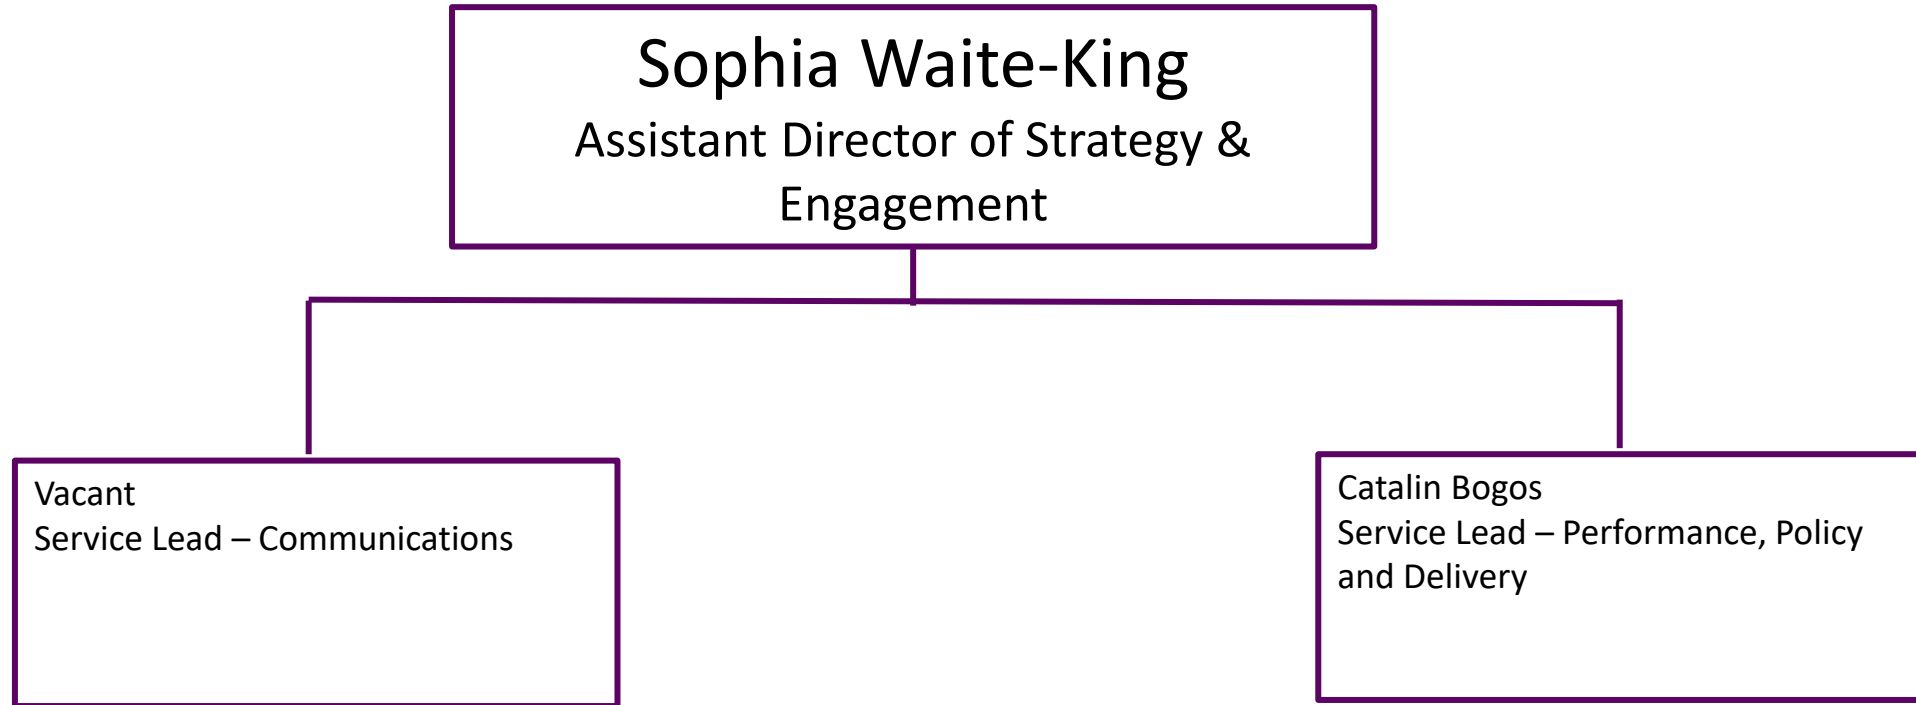 Sophia Waite-King
Assistant Director of Strategy &
Engagement
Vacant
Service Lead – Communications
Catalin Bogos
Service Lead – Performance, Policy
and Delivery